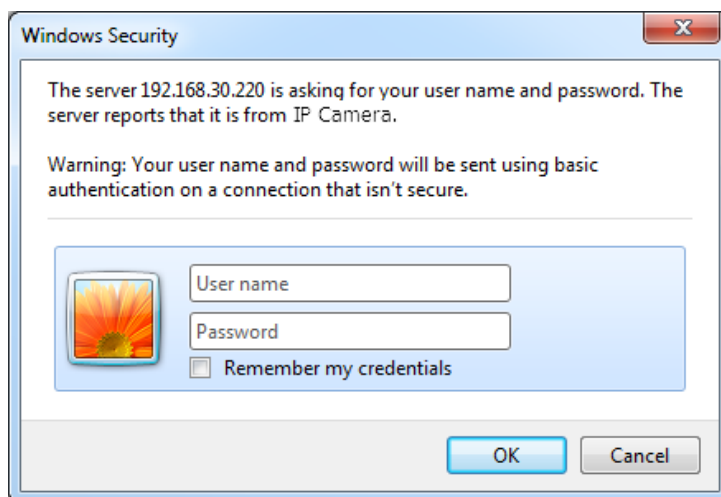 Windows Security
The server 192.168.30.220 is asking for your user name and password. The
server reports that it is from IP Camera.
Warning: Your user name and password will be sent using basic
authentication on a connection that isn't secure.
User name
Password
Remember my credentials
OK
Cancel